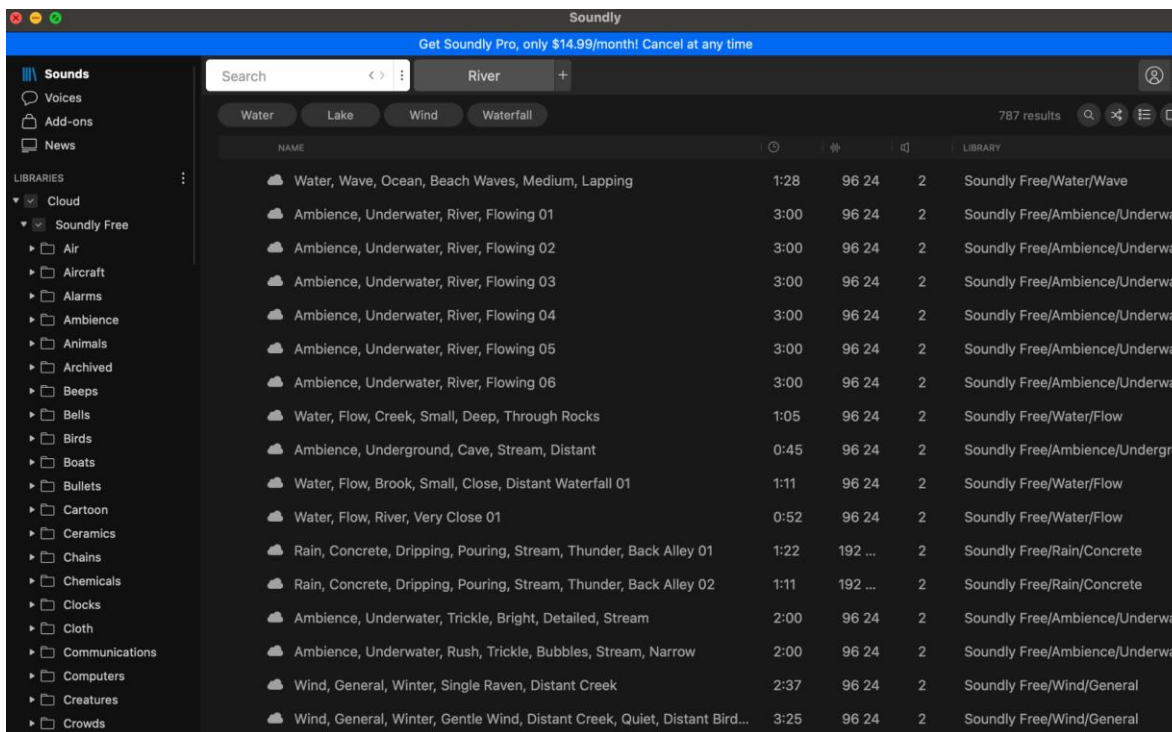 Soundly
Get Soundly Pro, only $14.99/month! Cancel at any time
Sounds
Voices
Add-ons
News
LIBRARIES
Cloud
Soundly Free
Air
Aircraft
Alarms
Ambience
Animals
Archived
Beeps
Bells
Birds
Boats
Bullets
Cartoon
Ceramics
Chains
Chemicals
Clocks
Cloth
Communications
Computers
Creatures
Crowds
Search <> River +
Water Lake Wind Waterfall 787 results
NAME LIBRARY
Water, Wave, Ocean, Beach Waves, Medium, Lapping 1:28 96 24 2 Soundly Free/Water/Wave
Ambience, Underwater, River, Flowing 01 3:00 96 24 2 Soundly Free/Ambience/Underwa
Ambience, Underwater, River, Flowing 02 3:00 96 24 2 Soundly Free/Ambience/Underwa
Ambience, Underwater, River, Flowing 03 3:00 96 24 2 Soundly Free/Ambience/Underwa
Ambience, Underwater, River, Flowing 04 3:00 96 24 2 Soundly Free/Ambience/Underwa
Ambience, Underwater, River, Flowing 05 3:00 96 24 2 Soundly Free/Ambience/Underwa
Ambience, Underwater, River, Flowing 06 3:00 96 24 2 Soundly Free/Ambience/Underwa
Water, Flow, Creek, Small, Deep, Through Rocks 1:05 96 24 2 Soundly Free/Water/Flow
Ambience, Underground, Cave, Stream, Distant 0:45 96 24 2 Soundly Free/Ambience/Undergr
Water, Flow, Brook, Small, Close, Distant Waterfall 01 1:11 96 24 2 Soundly Free/Water/Flow
Water, Flow, River, Very Close 01 0:52 96 24 2 Soundly Free/Water/Flow
Rain, Concrete, Dripping, Pouring, Stream, Thunder, Back Alley 01 1:22 192 ... 2 Soundly Free/Rain/Concrete
Rain, Concrete, Dripping, Pouring, Stream, Thunder, Back Alley 02 1:11 192 ... 2 Soundly Free/Rain/Concrete
Ambience, Underwater, Trickle, Bright, Detailed, Stream 2:00 96 24 2 Soundly Free/Ambience/Underwa
Ambience, Underwater, Rush, Trickle, Bubbles, Stream, Narrow 2:00 96 24 2 Soundly Free/Ambience/Underwa
Wind, General, Winter, Single Raven, Distant Creek 2:37 96 24 2 Soundly Free/Wind/General
Wind, General, Winter, Gentle Wind, Distant Creek, Quiet, Distant Bird... 3:25 96 24 2 Soundly Free/Wind/General